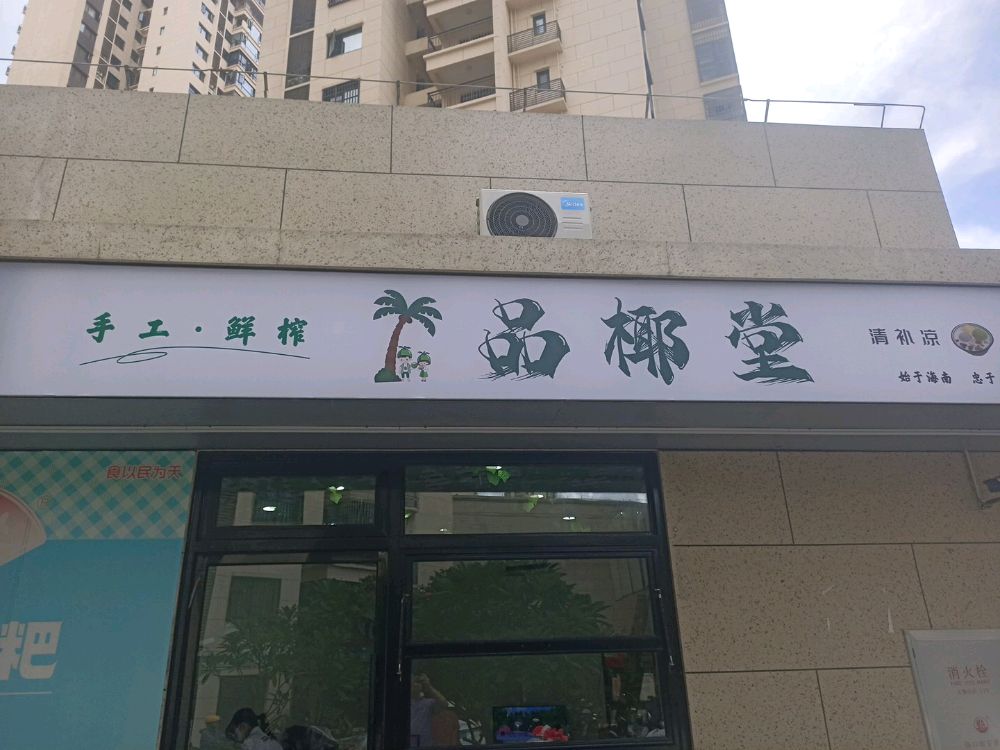 Midea
手工·鲜榨
品椰堂
清补凉
始于海南 忠于
食以民为天
粑
消火栓